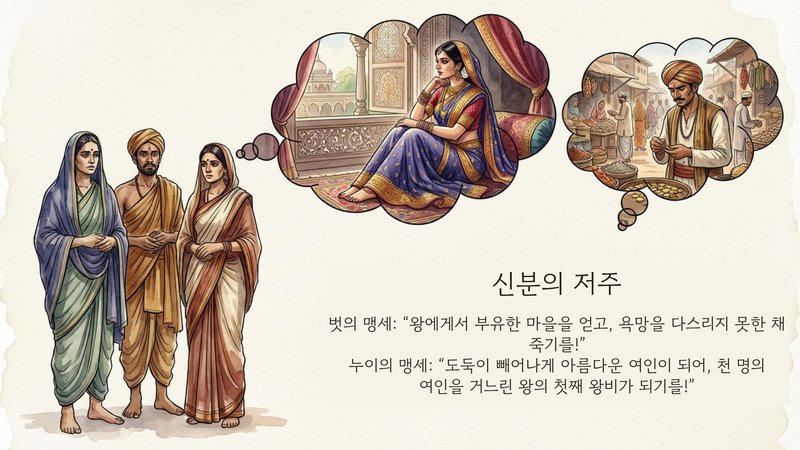 신분의 저주
벗의 맹세: “왕에게서 부유한 마을을 얻고, 욕망을 다스리지 못한 채
죽기를!”
누이의 맹세: “도둑이 빼어나게 아름다운 여인이 되어, 천 명의
여인을 거느린 왕의 첫째 왕비가 되기를!”